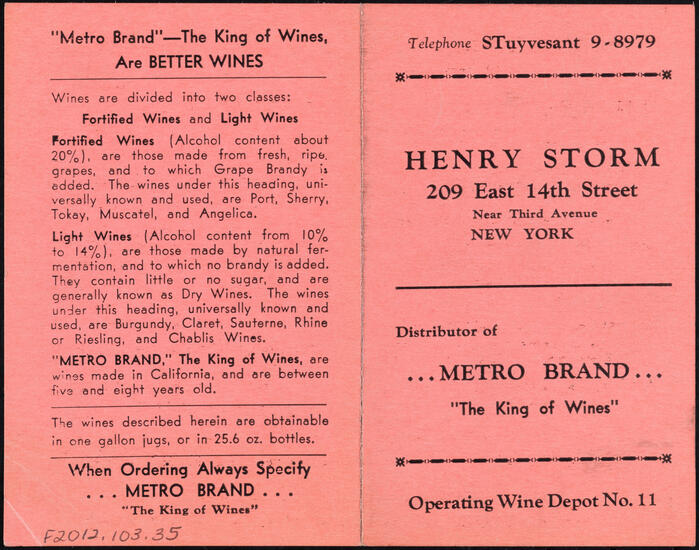 "Metro Brand"—The King of Wines,
Are BETTER WINES
Wines are divided into two classes:
Fortified Wines and Light Wines
Fortified Wines (Alcohol content about
20%), are those made from fresh, ripe
grapes, and to which Grape Brandy is
added. The wines under this heading, uni-
versally known and used, are Port, Sherry,
Tokay, Muscatel, and Angelica.
Light Wines (Alcohol content from 10%
to 14%), are those made by natural fer-
mentation, and to which no brandy is added.
They contain little or no sugar, and are
generally known as Dry Wines. The wines
under this heading, universally known and
used, are Burgundy, Claret, Sauterne, Rhine
or Riesling, and Chablis Wines.
"METRO BRAND," The King of Wines, are
wines made in California, and are between
five and eight years old.
The wines described herein are obtainable
in one gallon jugs, or in 25.6 oz. bottles.
When Ordering Always Specify
... METRO BRAND ...
"The King of Wines"
F2012.103.35
Telephone STuyvesant 9-8979
HENRY STORM
209 East 14th Street
Near Third Avenue
NEW YORK
Distributor of
...METRO BRAND...
"The King of Wines"
Operating Wine Depot No. 11